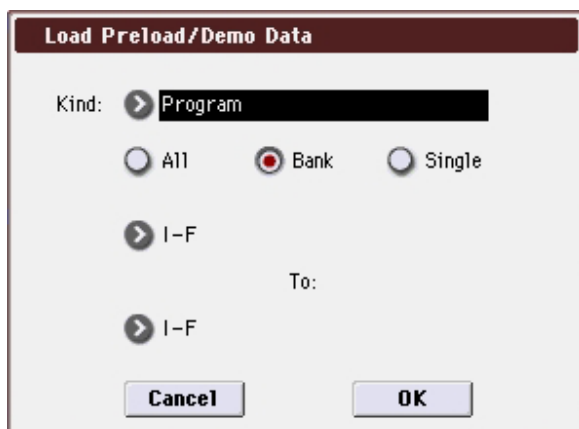 Load Preload/Demo Data
Kind: Program
All Bank Single
I-F
To:
I-F
Cancel OK